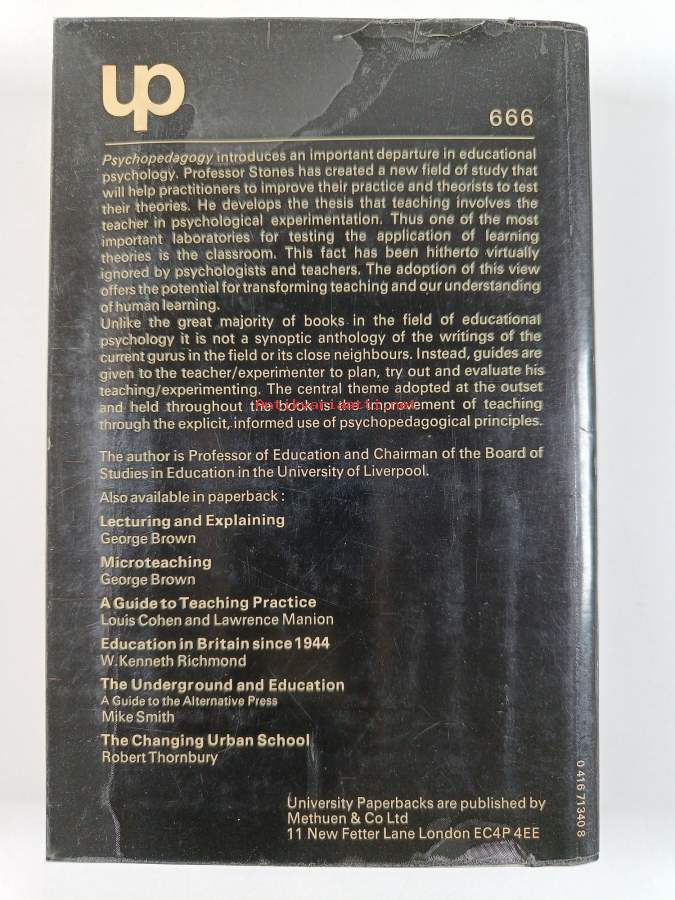 up
666
Psychopedagogy introduces an important departure in educational
psychology. Professor Stones has created a new field of study that
will help practitioners to improve their practice and theorists to test
their theories. He develops the thesis that teaching involves the
teacher in psychological experimentation. Thus one of the most
important laboratories for testing the application of learning
theories is the classroom. This fact has been hitherto virtually
ignored by psychologists and teachers. The adoption of this view
offers the potential for transforming teaching and our understanding
of human learning.
Unlike the great majority of books in the field of educational
psychology it is not a synoptic anthology of the writings of the
current gurus in the field or its close neighbours. Instead, guides are
given to the teacher/experimenter to plan, try out and evaluate his
teaching/experimenting. The central theme adopted at the outset
and held throughout the book is the improvement of teaching
through the explicit, informed use of psychopedagogical principles.
The author is Professor of Education and Chairman of the Board of
Studies in Education in the University of Liverpool.
Also available in paperback :
Lecturing and Explaining
George Brown
Microteaching
George Brown
A Guide to Teaching Practice
Louis Cohen and Lawrence Manion
Education in Britain since 1944
W. Kenneth Richmond
The Underground and Education
A Guide to the Alternative Press
Mike Smith
The Changing Urban School
Robert Thornbury
University Paperbacks are published by
Methuen & Co Ltd
11 New Fetter Lane London EC4P 4EE
0 416 71340 8